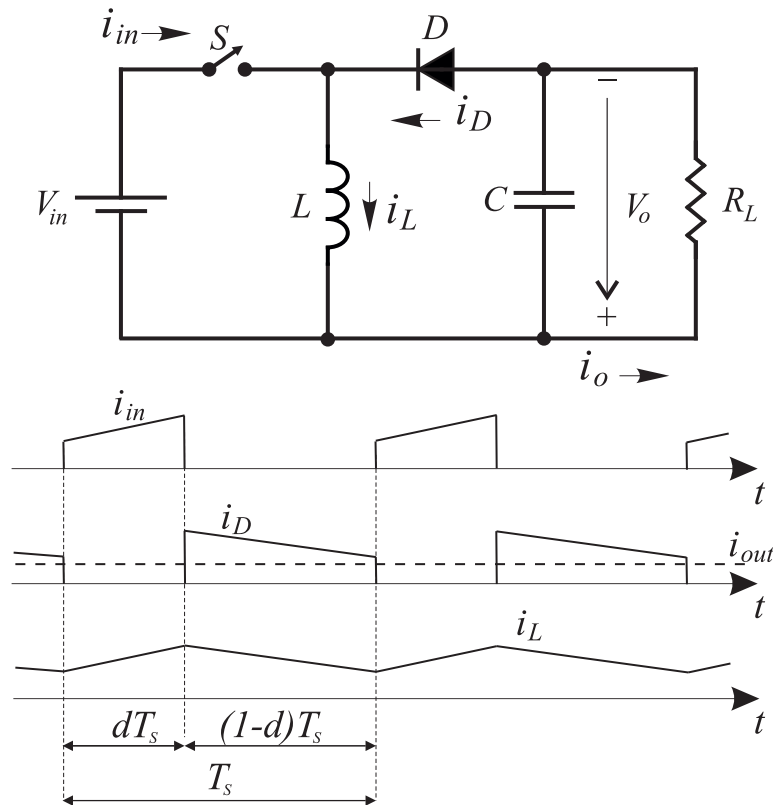 i_in S D
i_D
V_in L i_L C V_o R_L
−
+
i_o
i_in
t
i_D i_out
t
i_L
t
dT_s (1-d)T_s
T_s